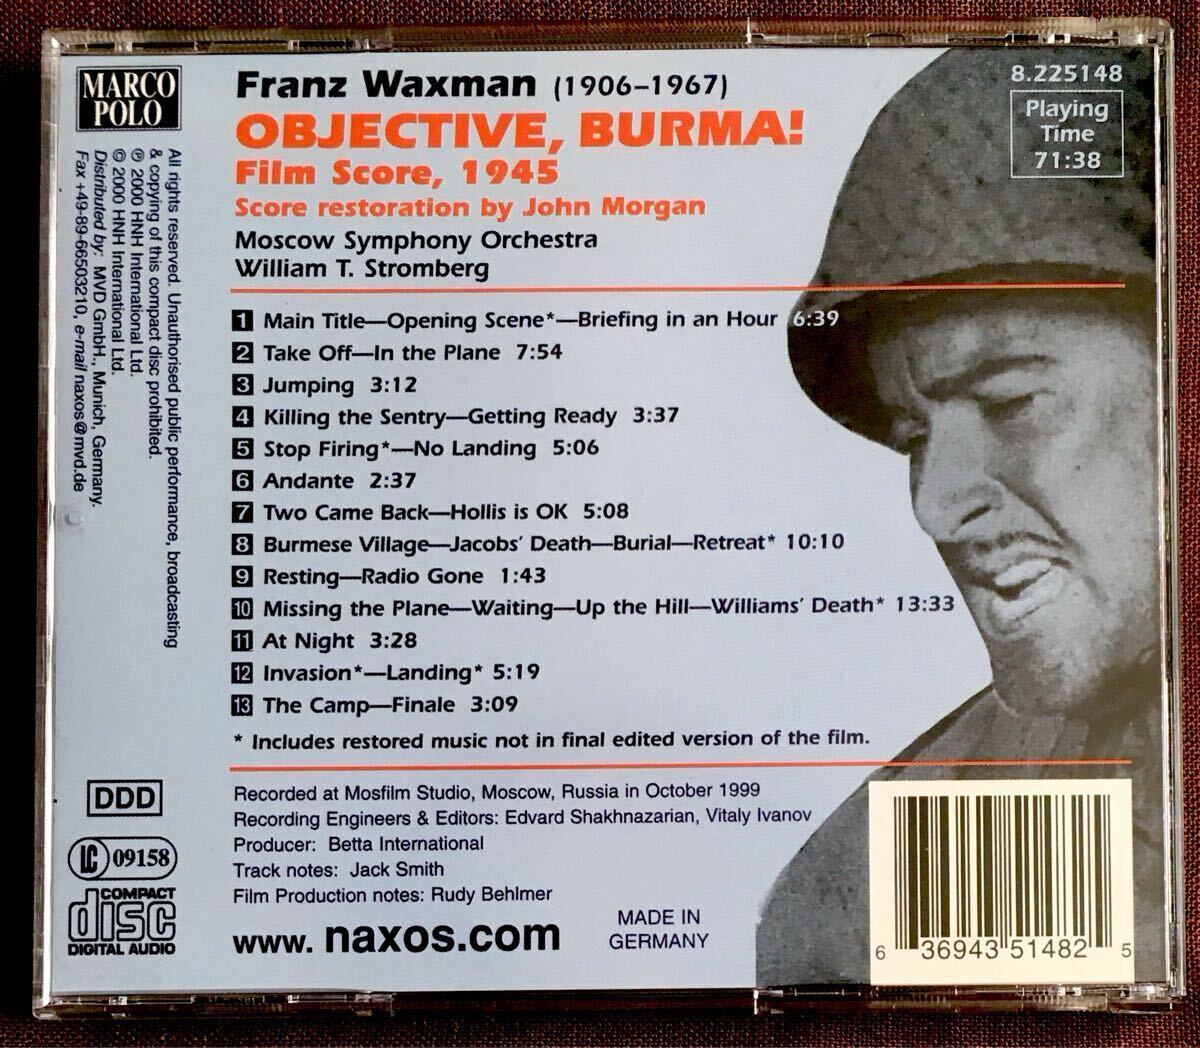 MARCO
POLO
All rights reserved. Unauthorised public performance, broadcasting
& copying of this compact disc prohibited.
℗ 2000 HNH International Ltd.
© 2000 HNH International Ltd.
Distributed by: MVD GmbH., Munich, Germany.
Fax +49-89-66503210, e-mail naxos@mvd.de
Franz Waxman (1906–1967)
OBJECTIVE, BURMA!
Film Score, 1945
Score restoration by John Morgan
Moscow Symphony Orchestra
William T. Stromberg
8.225148
Playing
Time
71:38
1 Main Title—Opening Scene*—Briefing in an Hour 6:39
2 Take Off—In the Plane 7:54
3 Jumping 3:12
4 Killing the Sentry—Getting Ready 3:37
5 Stop Firing*—No Landing 5:06
6 Andante 2:37
7 Two Came Back—Hollis is OK 5:08
8 Burmese Village—Jacobs' Death—Burial—Retreat* 10:10
9 Resting—Radio Gone 1:43
10 Missing the Plane—Waiting—Up the Hill—Williams' Death* 13:33
11 At Night 3:28
12 Invasion*—Landing* 5:19
13 The Camp—Finale 3:09
* Includes restored music not in final edited version of the film.
DDD
LC 09158
COMPACT
disc
DIGITAL AUDIO
Recorded at Mosfilm Studio, Moscow, Russia in October 1999
Recording Engineers & Editors: Edvard Shakhnazarian, Vitaly Ivanov
Producer: Betta International
Track notes: Jack Smith
Film Production notes: Rudy Behlmer
www.naxos.com
MADE IN
GERMANY
6 36943 51482 5